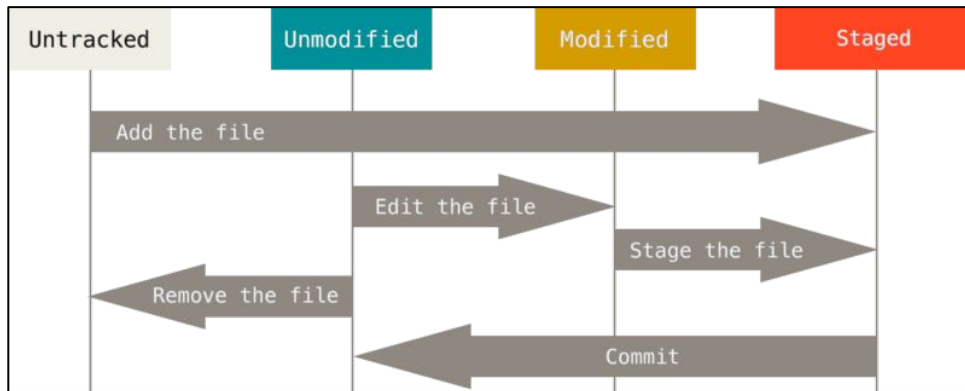 Untracked
Unmodified
Modified
Staged
Add the file
Edit the file
Stage the file
Remove the file
Commit